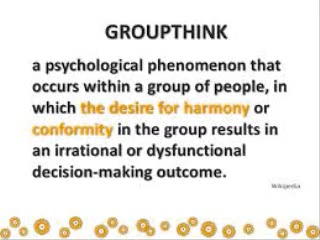 GROUPTHINK
a psychological phenomenon that
occurs within a group of people, in
which the desire for harmony or
conformity in the group results in
an irrational or dysfunctional
decision-making outcome.
Wikipedia